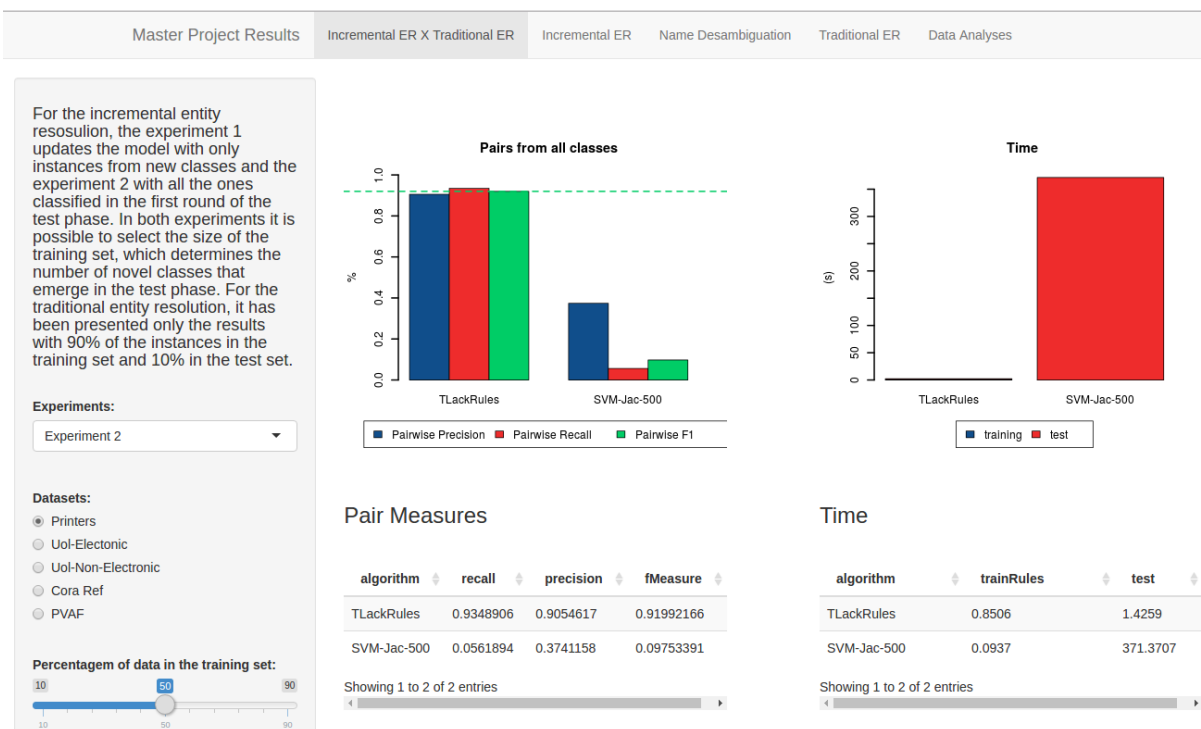 Master Project Results Incremental ER X Traditional ER Incremental ER Name Desambiguation Traditional ER Data Analyses
For the incremental entity
resosulion, the experiment 1
updates the model with only
instances from new classes and the
experiment 2 with all the ones
classified in the first round of the
test phase. In both experiments it is
possible to select the size of the
training set, which determines the
number of novel classes that
emerge in the test phase. For the
traditional entity resolution, it has
been presented only the results
with 90% of the instances in the
training set and 10% in the test set.
Experiments:
Experiment 2
Datasets:
Printers
Uol-Electonic
Uol-Non-Electronic
Cora Ref
PVAF
Percentagem of data in the training set:
10 50 90
10 50 90
Pairs from all classes
%
1.0
0.8
0.6
0.4
0.2
0.0
TLackRules SVM-Jac-500
Pairwise Precision Pairwise Recall Pairwise F1
Time
(s)
300
200
100
50
0
TLackRules SVM-Jac-500
training test
Pair Measures
algorithm recall precision fMeasure
TLackRules 0.9348906 0.9054617 0.91992166
SVM-Jac-500 0.0561894 0.3741158 0.09753391
Showing 1 to 2 of 2 entries
Time
algorithm trainRules test
TLackRules 0.8506 1.4259
SVM-Jac-500 0.0937 371.3707
Showing 1 to 2 of 2 entries